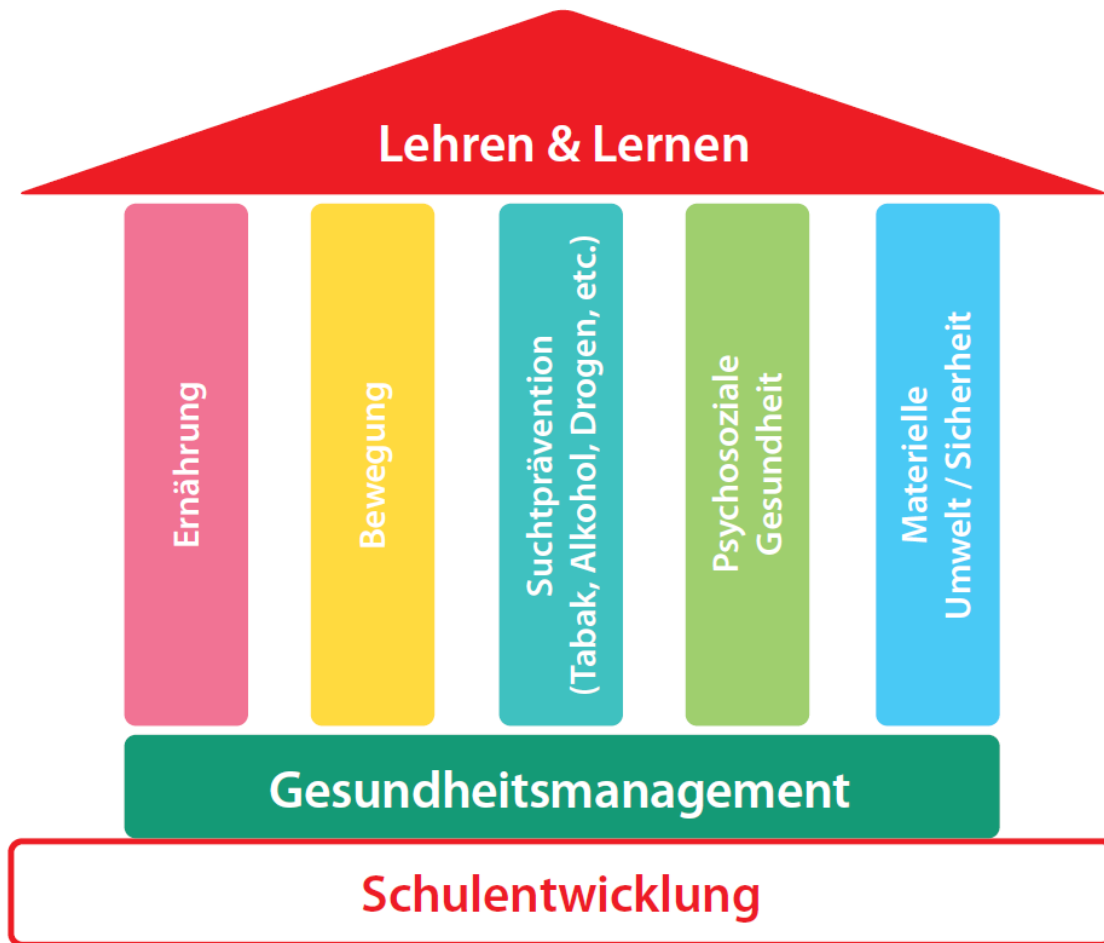 Lehren & Lernen
Ernährung
Bewegung
Suchtprävention
(Tabak, Alkohol, Drogen, etc.)
Psychosoziale
Gesundheit
Materielle
Umwelt / Sicherheit
Gesundheitsmanagement
Schulentwicklung